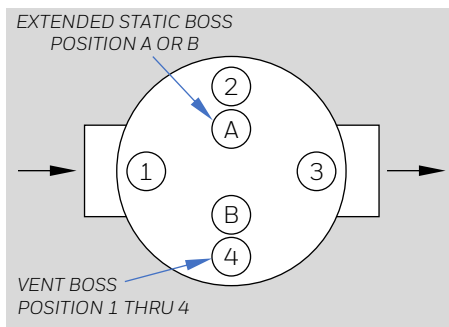 EXTENDED STATIC BOSS
POSITION A OR B
2
A
1
3
B
4
VENT BOSS
POSITION 1 THRU 4